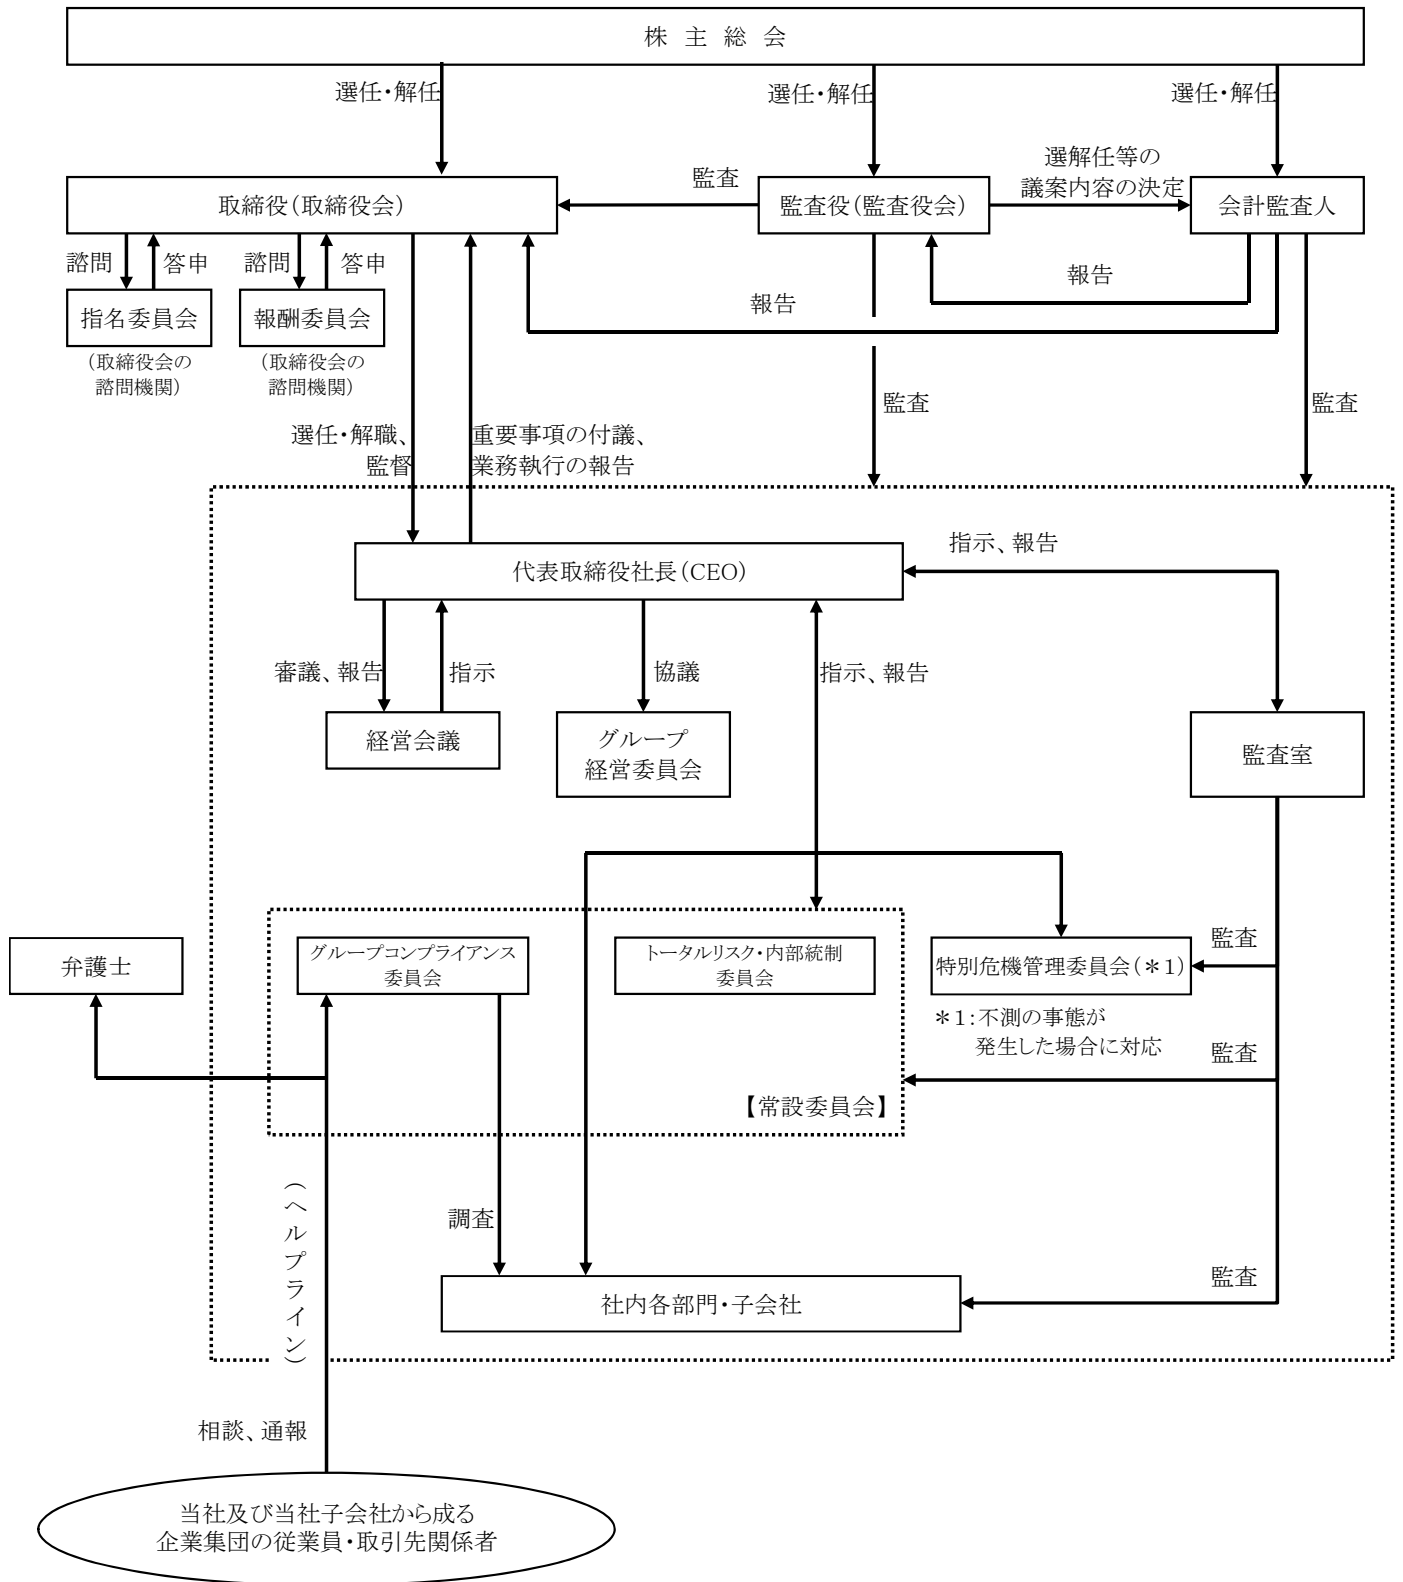 株 主 総 会
選任・解任
選任・解任
選任・解任
監査
選解任等の
議案内容の決定
取締役(取締役会)
監査役(監査役会)
会計監査人
諮問
答申
諮問
答申
報告
報告
指名委員会
報酬委員会
(取締役会の
諮問機関)
(取締役会の
諮問機関)
監査
監査
選任・解職、
監督
重要事項の付議、
業務執行の報告
代表取締役社長(CEO)
指示、報告
審議、報告
指示
協議
指示、報告
経営会議
グループ
経営委員会
監査室
弁護士
グループコンプライアンス
委員会
トータルリスク・内部統制
委員会
特別危機管理委員会(*1)
監査
*1:不測の事態が
発生した場合に対応
監査
【常設委員会】
(ヘルプライン)
調査
監査
社内各部門・子会社
相談、通報
当社及び当社子会社から成る
企業集団の従業員・取引先関係者